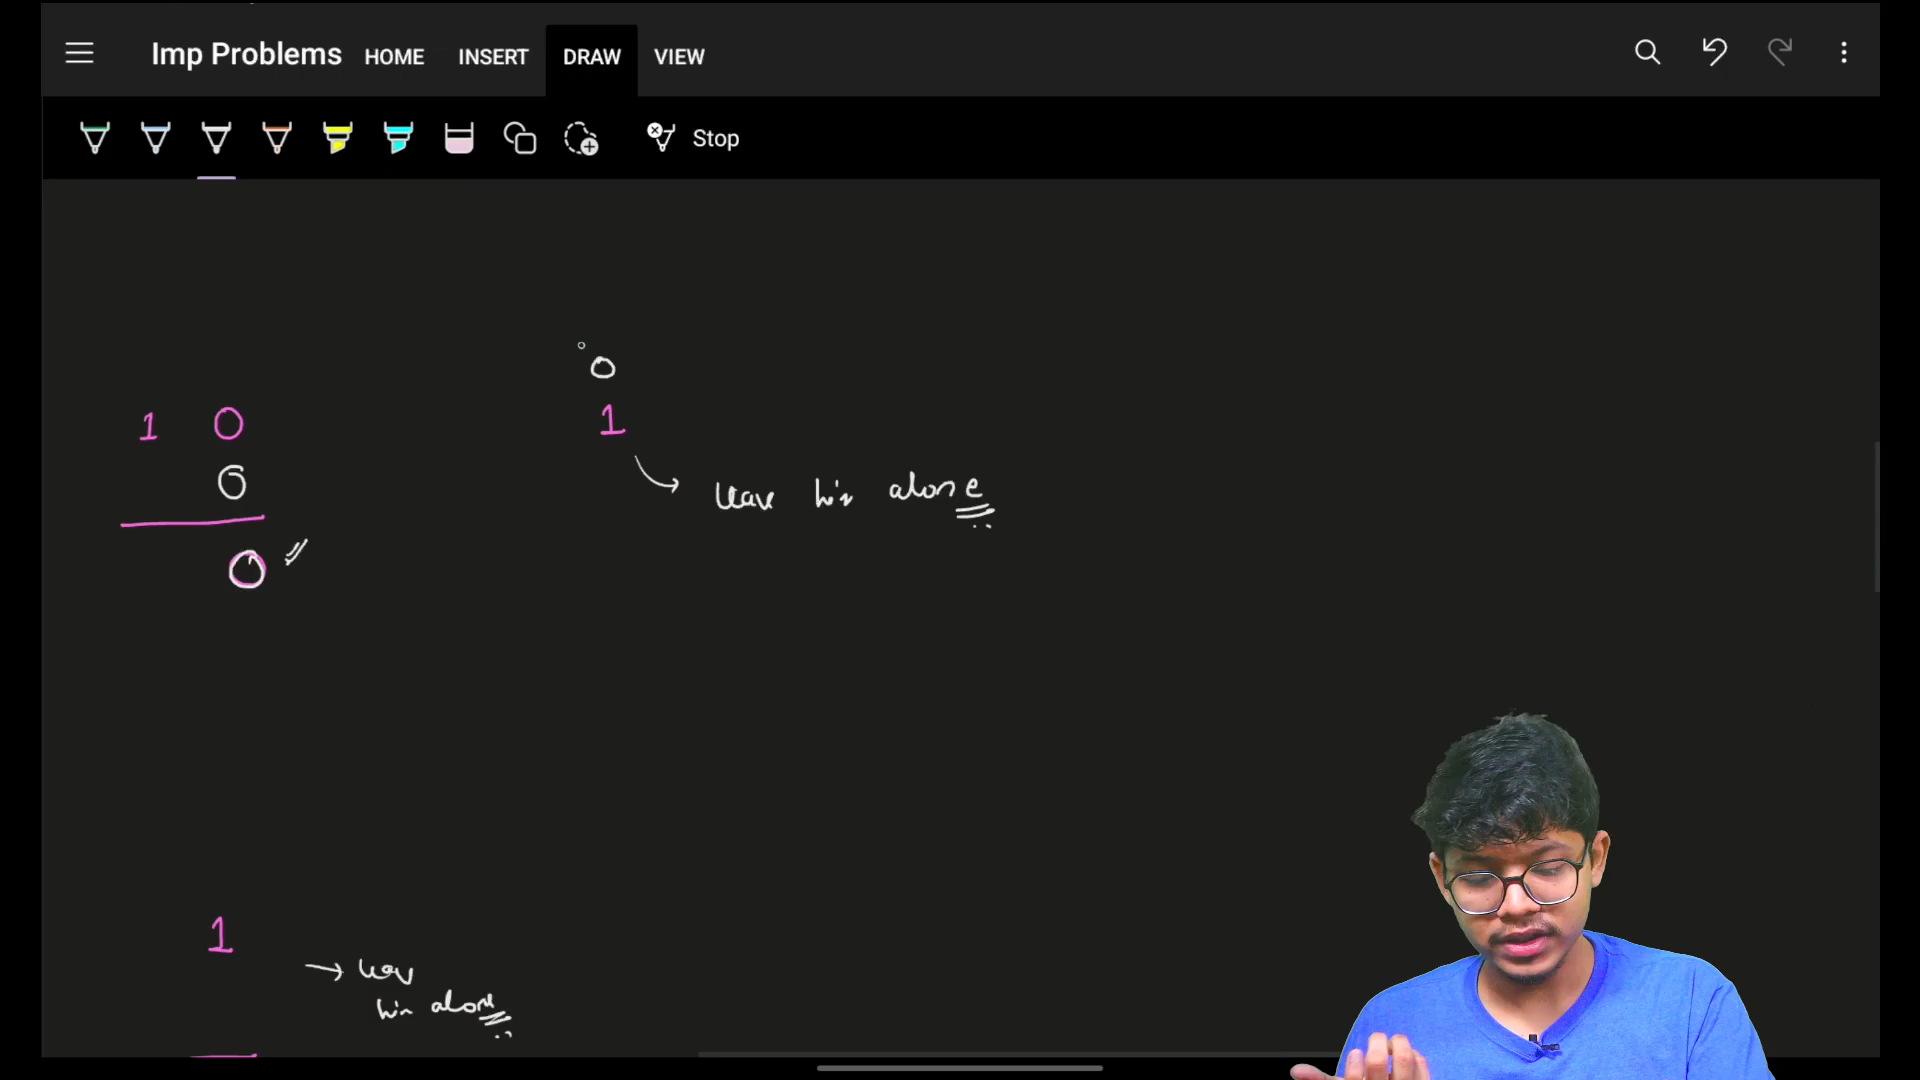 Imp Problems HOME INSERT DRAW VIEW
Stop
0
1 0
1
0
leave him alone
0
1
leav
him alone